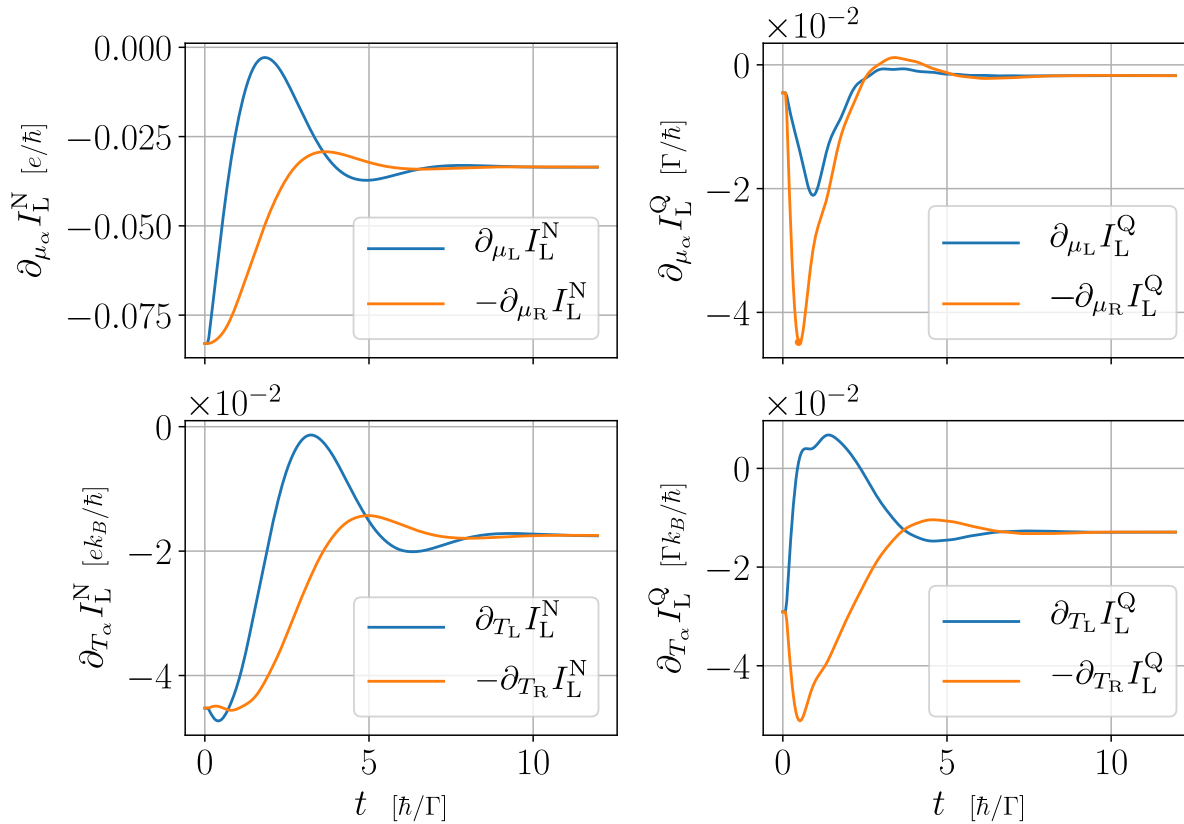 0.000
−0.025
−0.050
−0.075
∂_{μ_α} I_L^N [e/ħ]
∂_{μ_L} I_L^N
−∂_{μ_R} I_L^N
×10^{−2}
0
−2
−4
∂_{μ_α} I_L^Q [Γ/ħ]
∂_{μ_L} I_L^Q
−∂_{μ_R} I_L^Q
×10^{−2}
0
−2
−4
∂_{T_α} I_L^N [ek_B/ħ]
∂_{T_L} I_L^N
−∂_{T_R} I_L^N
0 5 10
t [ħ/Γ]
×10^{−2}
0
−2
−4
∂_{T_α} I_L^Q [Γk_B/ħ]
∂_{T_L} I_L^Q
−∂_{T_R} I_L^Q
0 5 10
t [ħ/Γ]